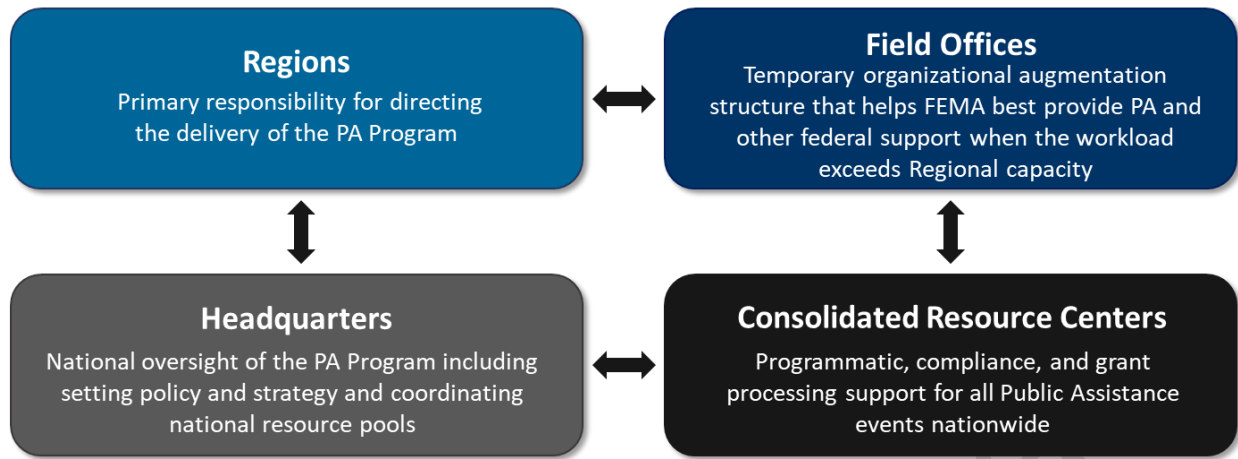 Regions
Primary responsibility for directing
the delivery of the PA Program
Field Offices
Temporary organizational augmentation
structure that helps FEMA best provide PA and
other federal support when the workload
exceeds Regional capacity
Headquarters
National oversight of the PA Program including
setting policy and strategy and coordinating
national resource pools
Consolidated Resource Centers
Programmatic, compliance, and grant
processing support for all Public Assistance
events nationwide